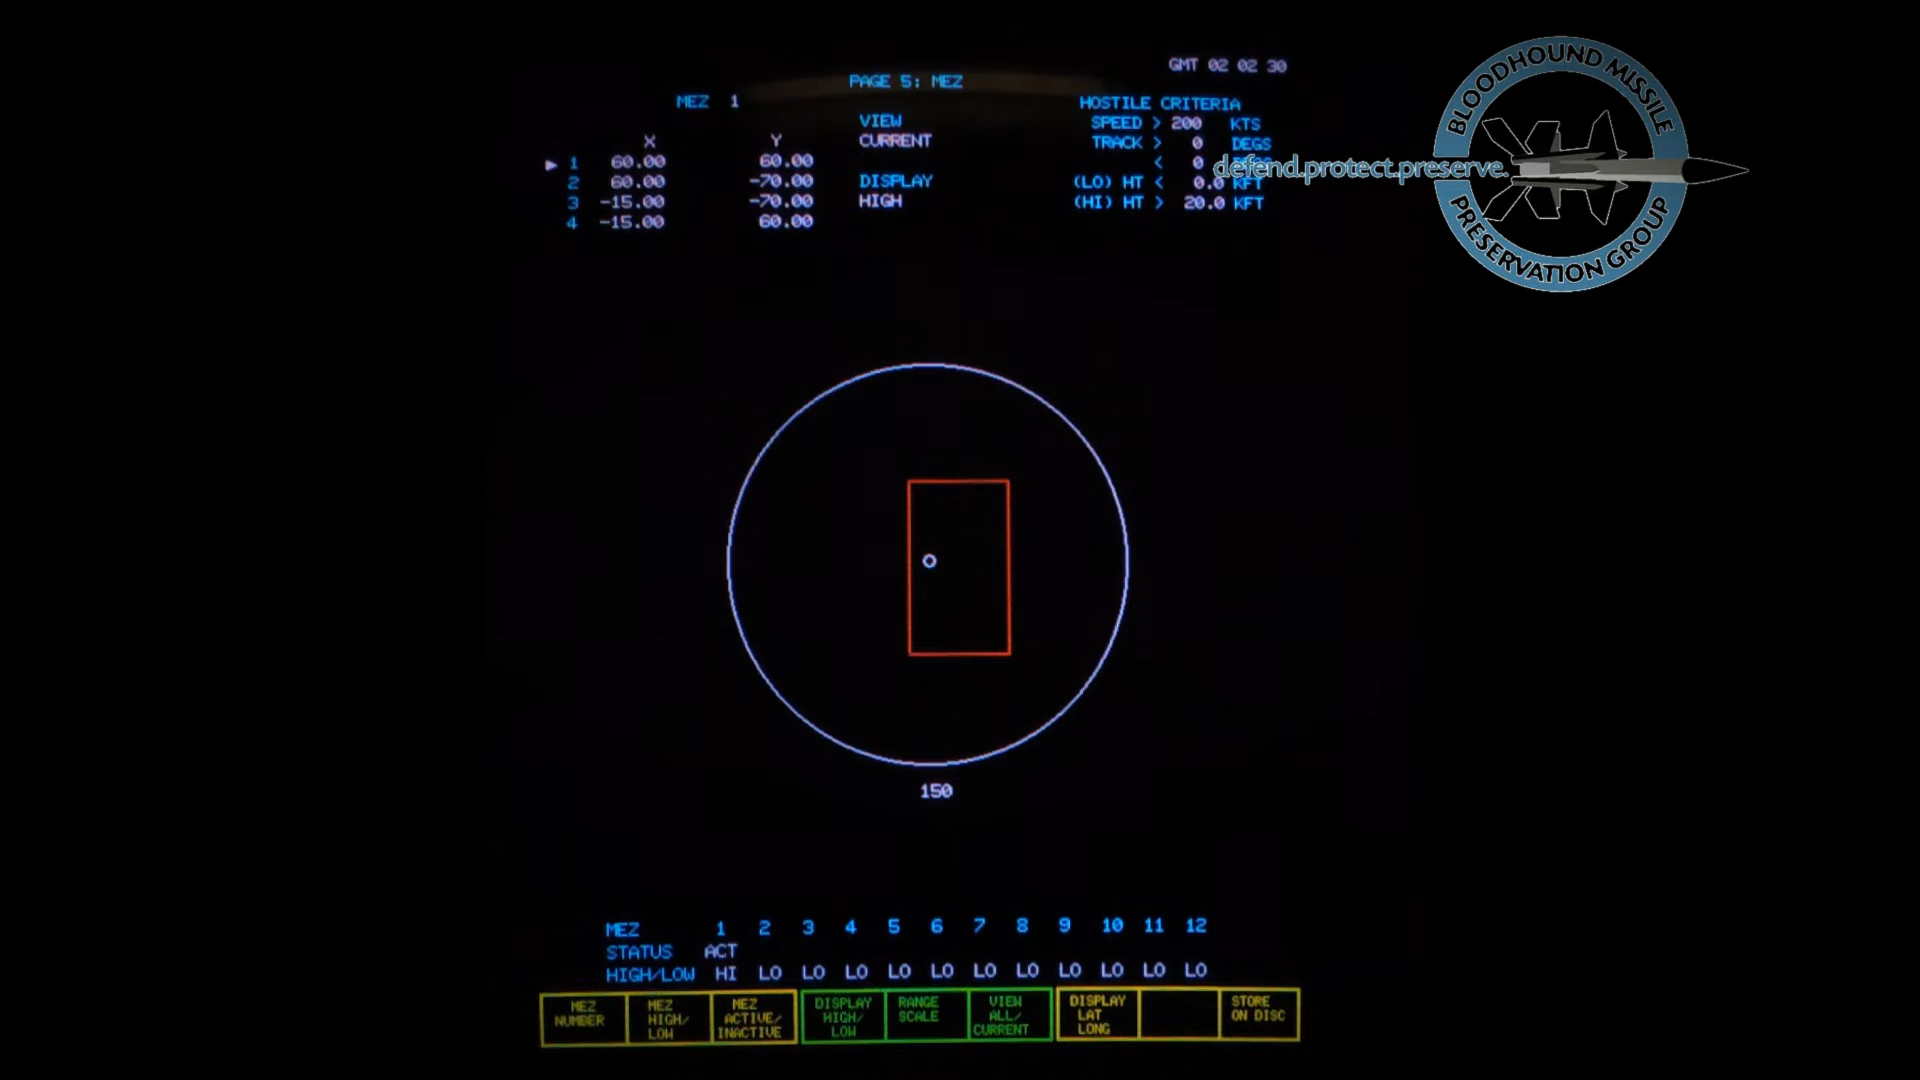 GMT 02 02 30
PAGE 5: MEZ
MEZ 1
VIEW
CURRENT
DISPLAY
HIGH
HOSTILE CRITERIA
SPEED > 200 KTS
TRACK > 0 DEGS
< 0
(LO) HT < 0.0 KFT
(HI) HT > 20.0 KFT
X Y
1 60.00 60.00
2 60.00 -70.00
3 -15.00 -70.00
4 -15.00 60.00
BLOODHOUND MISSILE
defend.protect.preserve.
PRESERVATION GROUP
150
MEZ 1 2 3 4 5 6 7 8 9 10 11 12
STATUS ACT
HIGH/LOW HI LO LO LO LO LO LO LO LO LO LO LO
MEZ NUMBER
MEZ HIGH/ LOW
MEZ ACTIVE/ INACTIVE
DISPLAY HIGH/ LOW
RANGE SCALE
VIEW ALL/ CURRENT
DISPLAY LAT LONG
STORE ON DISC